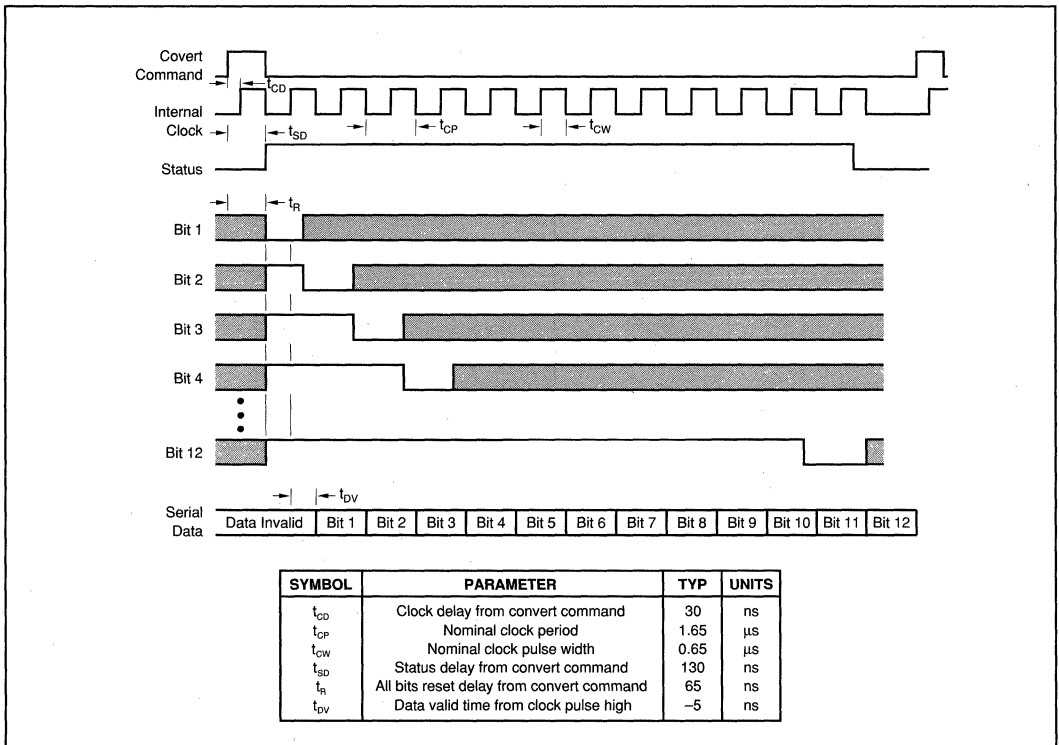 Covert
Command
t_CD
Internal
Clock
t_CP
t_CW
t_SD
Status
t_R
Bit 1
Bit 2
Bit 3
Bit 4
Bit 12
t_DV
Serial
Data
Data Invalid Bit 1 Bit 2 Bit 3 Bit 4 Bit 5 Bit 6 Bit 7 Bit 8 Bit 9 Bit 10 Bit 11 Bit 12
SYMBOL PARAMETER TYP UNITS
t_CD Clock delay from convert command 30 ns
t_CP Nominal clock period 1.65 μs
t_CW Nominal clock pulse width 0.65 μs
t_SD Status delay from convert command 130 ns
t_R All bits reset delay from convert command 65 ns
t_DV Data valid time from clock pulse high –5 ns